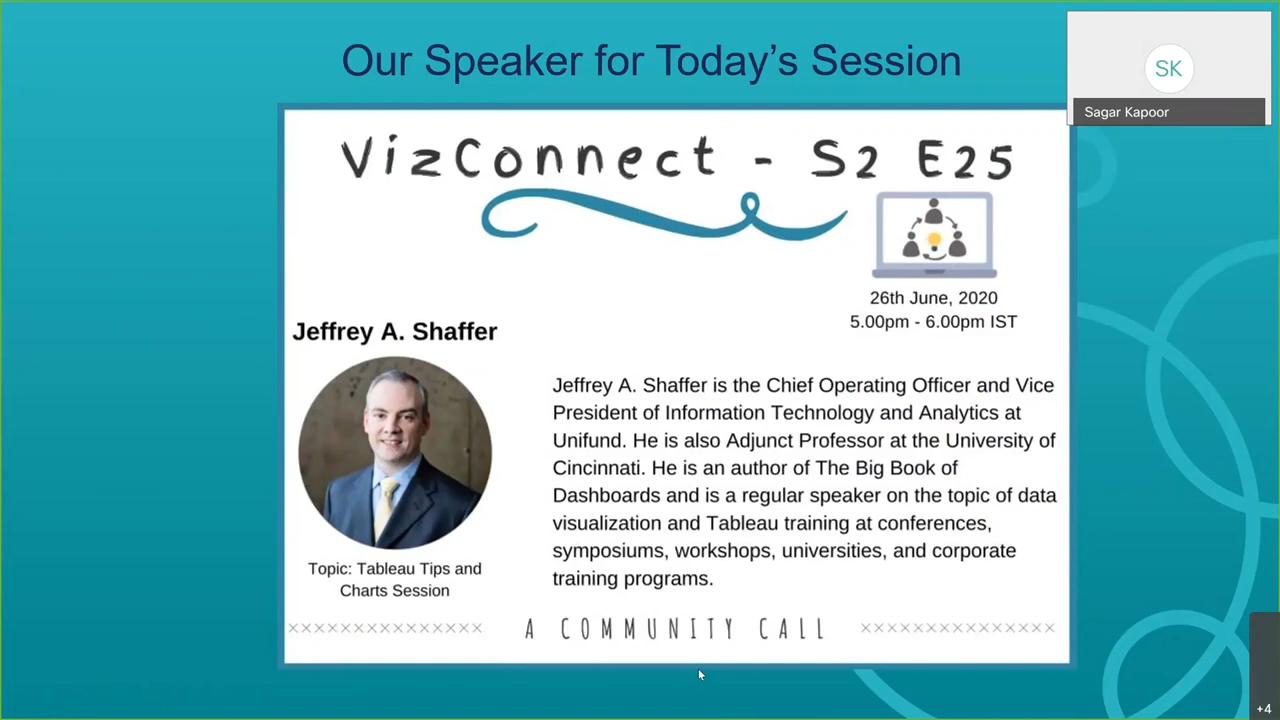 Our Speaker for Today’s Session
SK
Sagar Kapoor
VizConnect - S2 E25
26th June, 2020
5.00pm - 6.00pm IST
Jeffrey A. Shaffer
Topic: Tableau Tips and
Charts Session
Jeffrey A. Shaffer is the Chief Operating Officer and Vice
President of Information Technology and Analytics at
Unifund. He is also Adjunct Professor at the University of
Cincinnati. He is an author of The Big Book of
Dashboards and is a regular speaker on the topic of data
visualization and Tableau training at conferences,
symposiums, workshops, universities, and corporate
training programs.
A COMMUNITY CALL
+4